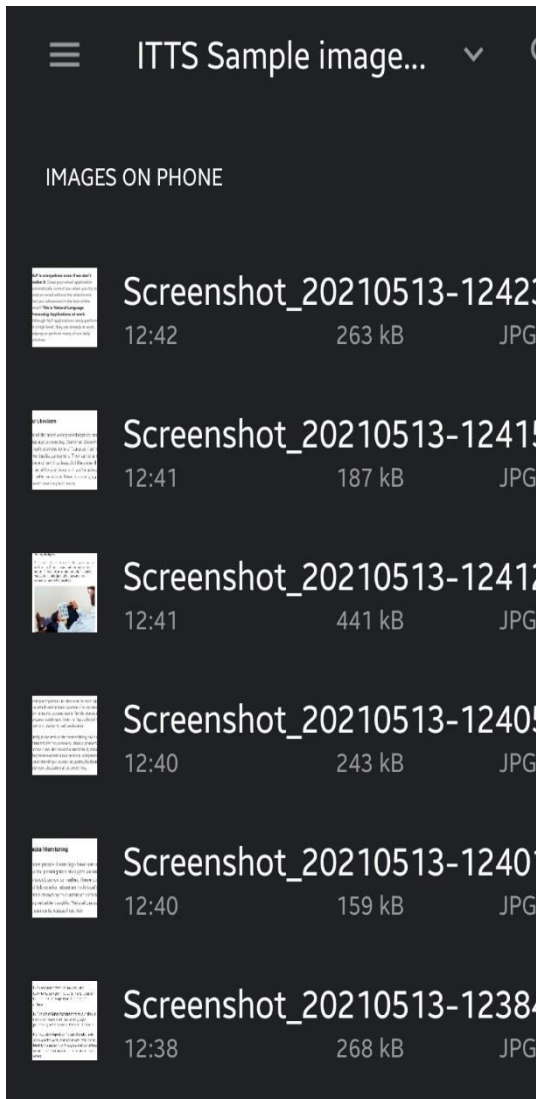 ITTS Sample image...
IMAGES ON PHONE
Screenshot_20210513-12423
12:42 263 kB JPG
Screenshot_20210513-12415
12:41 187 kB JPG
Screenshot_20210513-12412
12:41 441 kB JPG
Screenshot_20210513-12405
12:40 243 kB JPG
Screenshot_20210513-12401
12:40 159 kB JPG
Screenshot_20210513-12384
12:38 268 kB JPG